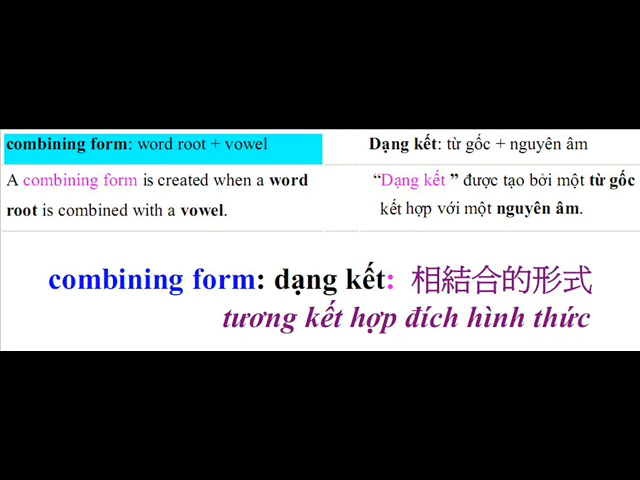 combining form: word root + vowel
Dạng kết: từ gốc + nguyên âm
A combining form is created when a word
root is combined with a vowel.
“Dạng kết ” được tạo bởi một từ gốc
kết hợp với một nguyên âm.
combining form: dạng kết: 相結合的形式
tương kết hợp đích hình thức